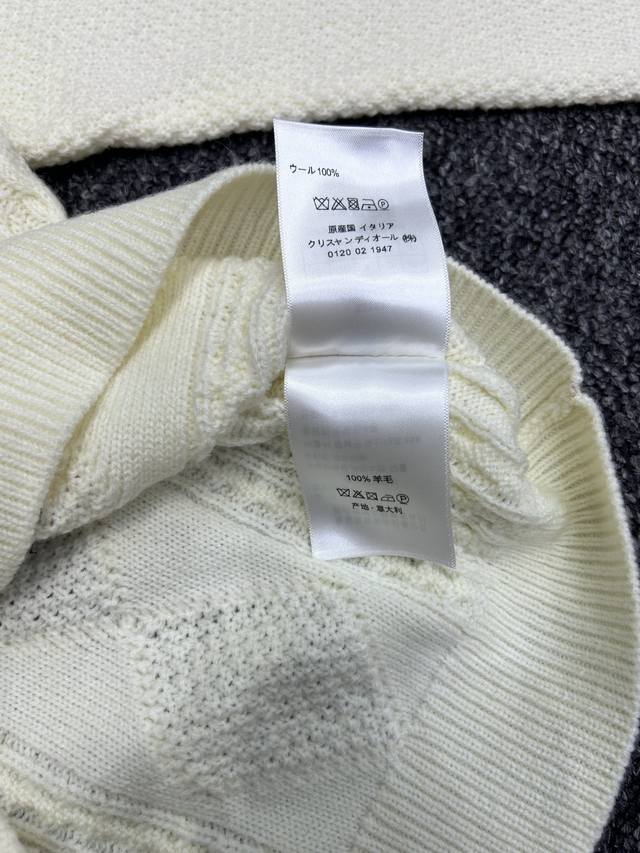 ウール100%
原産国 イタリア
クリスチャン ディオール ㈱
0120 02 1947
100% 羊毛
产地 · 意大利